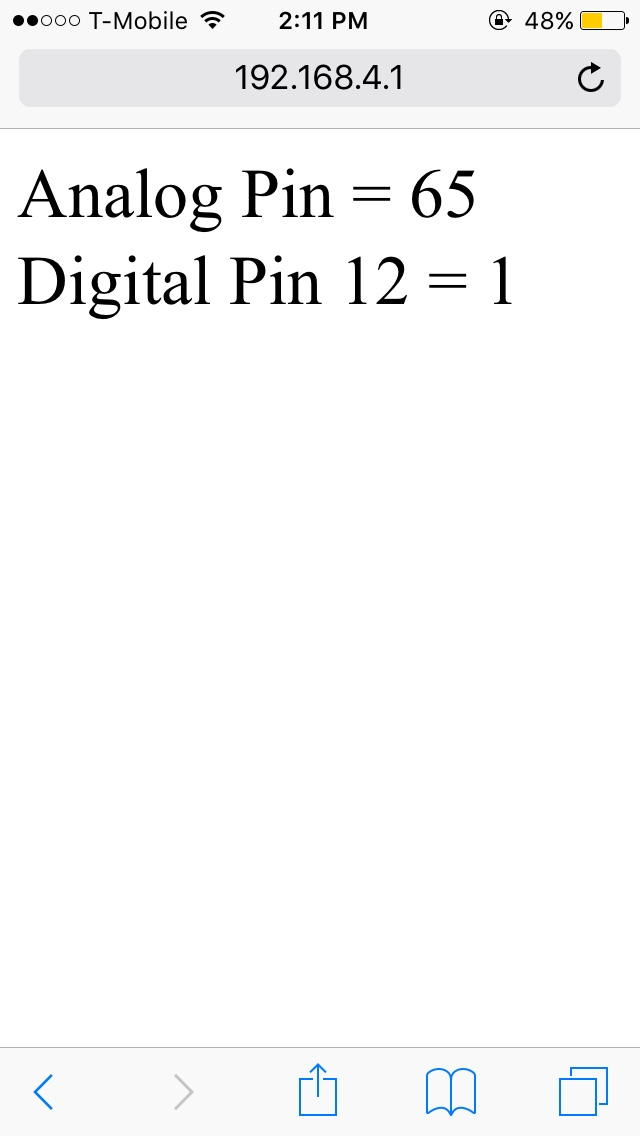 T-Mobile 2:11 PM 48%
192.168.4.1
Analog Pin = 65
Digital Pin 12 = 1